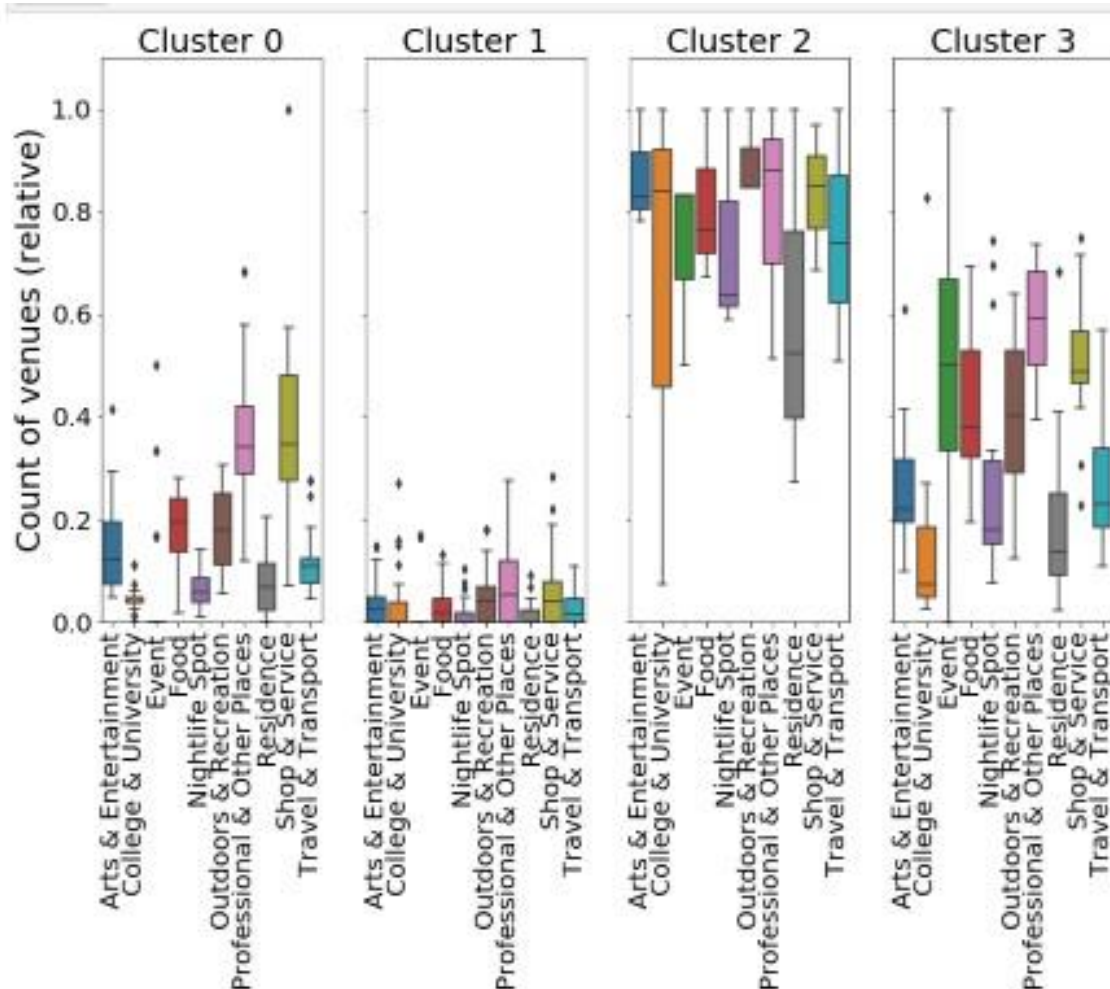 Cluster 0
Cluster 1
Cluster 2
Cluster 3
Count of venues (relative)
1.0
0.8
0.6
0.4
0.2
0.0
Arts & Entertainment
College & University
Event
Food
Nightlife Spot
Outdoors & Recreation
Professional & Other Places
Residence
Shop & Service
Travel & Transport
Arts & Entertainment
College & University
Event
Food
Nightlife Spot
Outdoors & Recreation
Professional & Other Places
Residence
Shop & Service
Travel & Transport
Arts & Entertainment
College & University
Event
Food
Nightlife Spot
Outdoors & Recreation
Professional & Other Places
Residence
Shop & Service
Travel & Transport
Arts & Entertainment
College & University
Event
Food
Nightlife Spot
Outdoors & Recreation
Professional & Other Places
Residence
Shop & Service
Travel & Transport